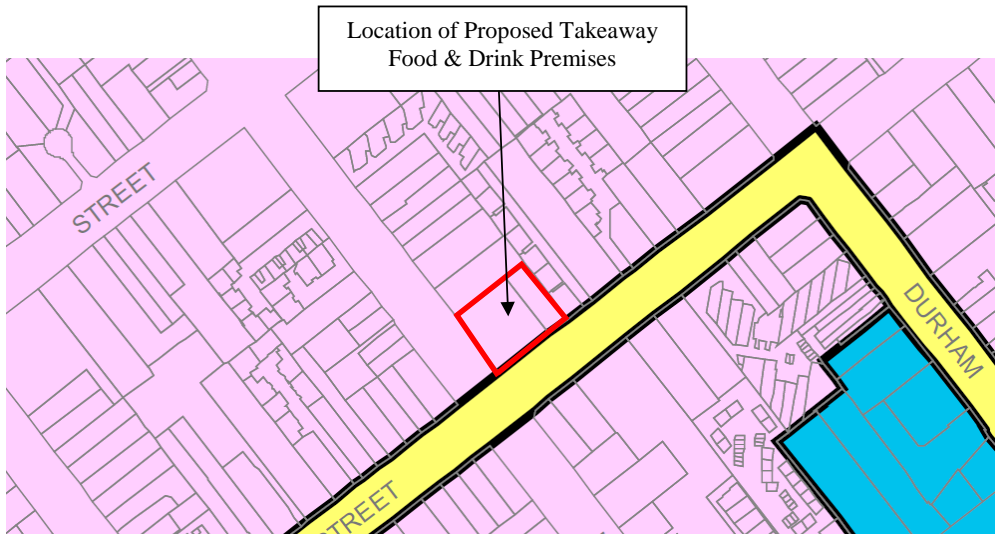 Location of Proposed Takeaway
Food & Drink Premises
STREET
DURHAM
STREET